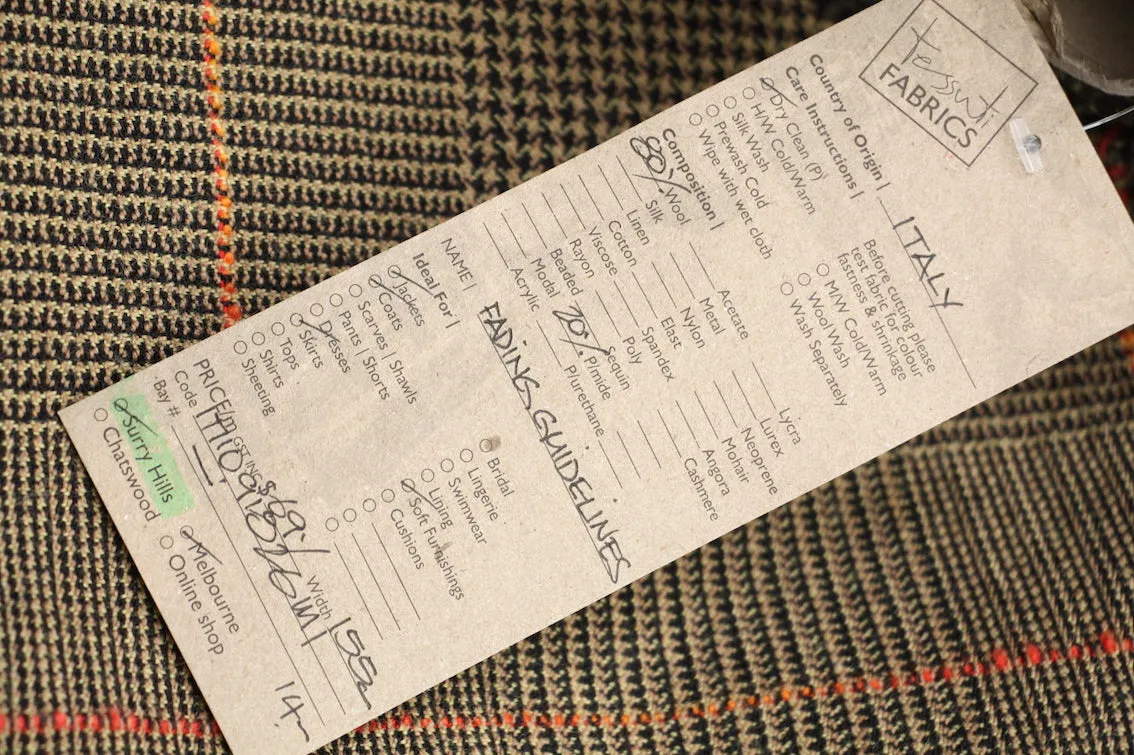 Tessuti
FABRICS
Country of Origin | ITALY
Care Instructions |
Before cutting please
test fabric for colour
fastness & shrinkage
Dry Clean (P)
H/W Cold/Warm
Silk Wash
Prewash Cold
Wipe with wet cloth
M/W Cold/Warm
Wool Wash
Wash Separately
Composition |
80% Wool
Silk
Linen
Cotton
Viscose
Rayon
Beaded
Modal
Acrylic
Acetate
Metal
Nylon
Elast
Spandex
Poly
Sequin
20% P/imide
P/urethane
Lycra
Lurex
Neoprene
Mohair
Angora
Cashmere
NAME | FADING GUIDELINES
Ideal For |
Jackets
Coats
Scarves | Shawls
Pants | Shorts
Dresses
Skirts
Tops
Shirts
Sheeting
Bridal
Lingerie
Swimwear
Lining
Soft Furnishings
Cushions
PRICE/m
GST INC
$69/
Width 155
Code
Bay #
14
Surry Hills
Chatswood
Melbourne
Online shop